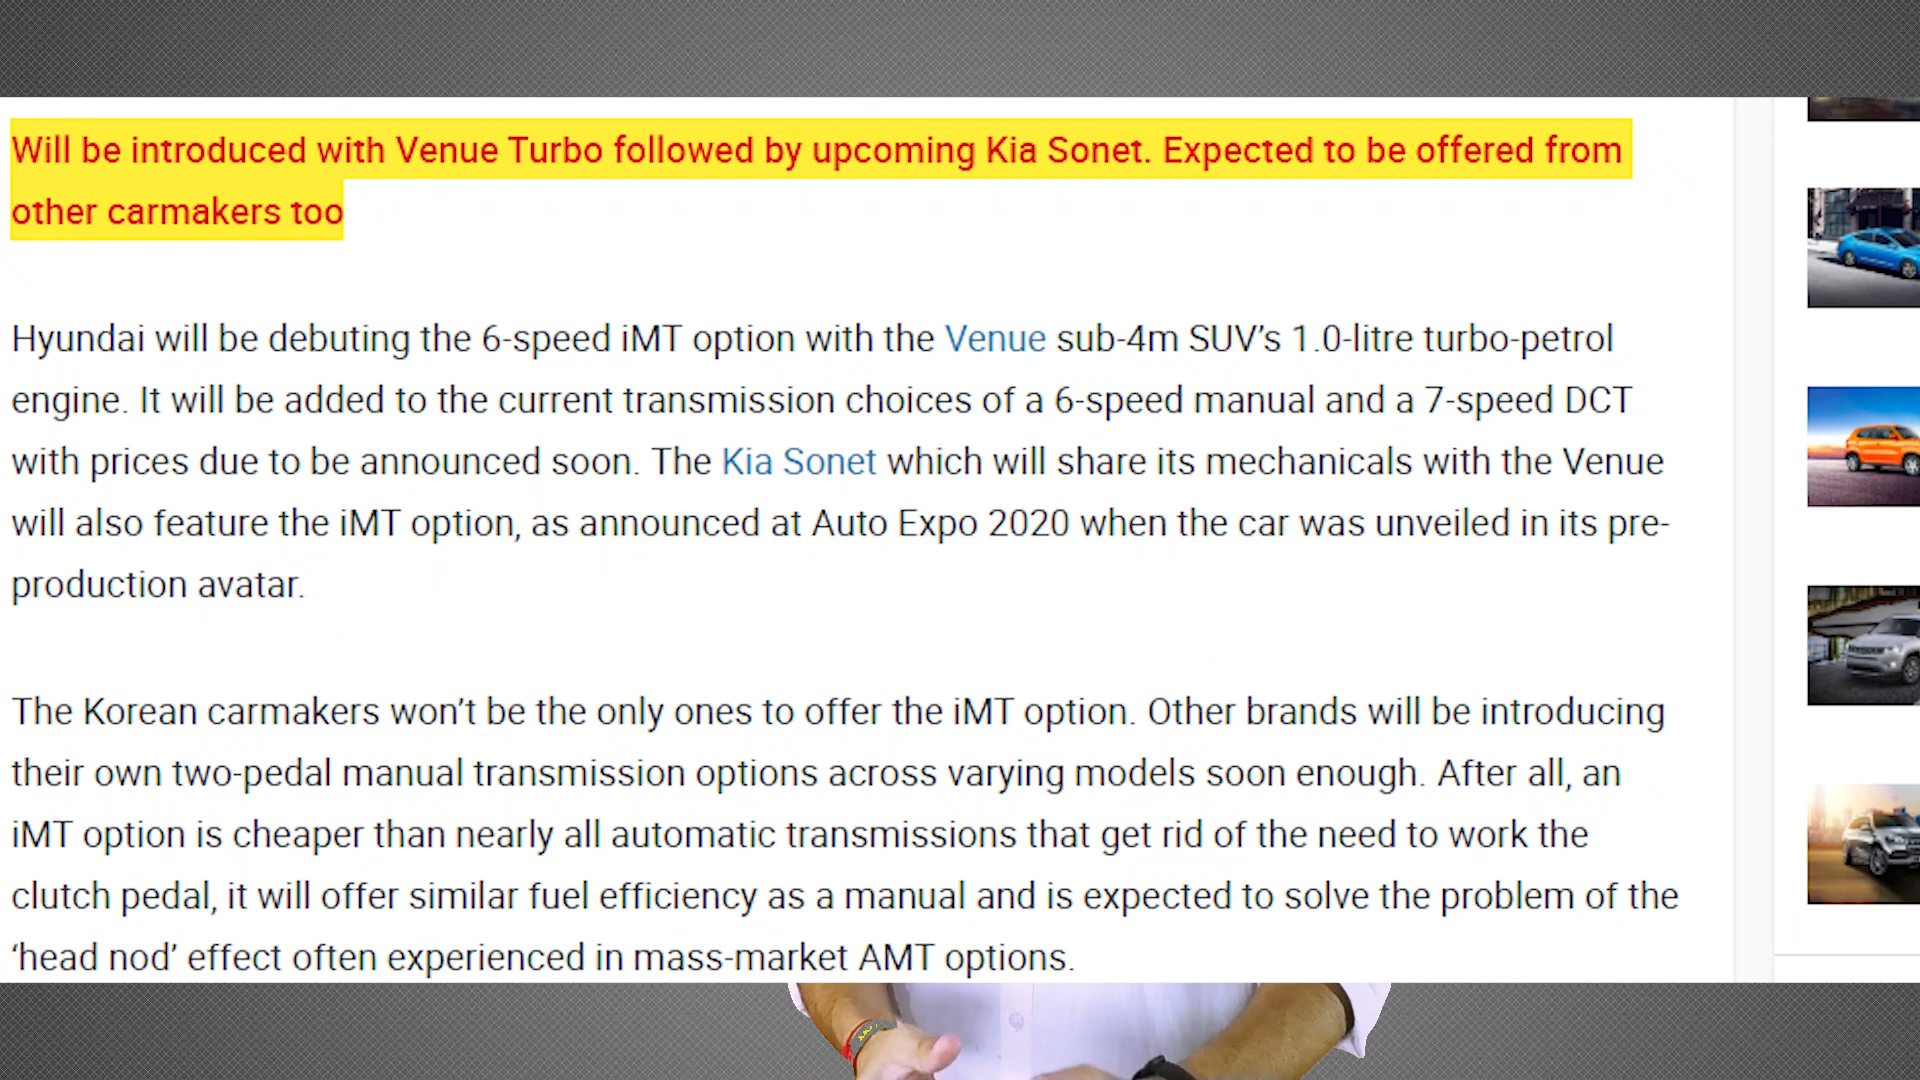 Will be introduced with Venue Turbo followed by upcoming Kia Sonet. Expected to be offered from
other carmakers too
Hyundai will be debuting the 6-speed iMT option with the Venue sub-4m SUV’s 1.0-litre turbo-petrol
engine. It will be added to the current transmission choices of a 6-speed manual and a 7-speed DCT
with prices due to be announced soon. The Kia Sonet which will share its mechanicals with the Venue
will also feature the iMT option, as announced at Auto Expo 2020 when the car was unveiled in its pre-
production avatar.
The Korean carmakers won’t be the only ones to offer the iMT option. Other brands will be introducing
their own two-pedal manual transmission options across varying models soon enough. After all, an
iMT option is cheaper than nearly all automatic transmissions that get rid of the need to work the
clutch pedal, it will offer similar fuel efficiency as a manual and is expected to solve the problem of the
‘head nod’ effect often experienced in mass-market AMT options.